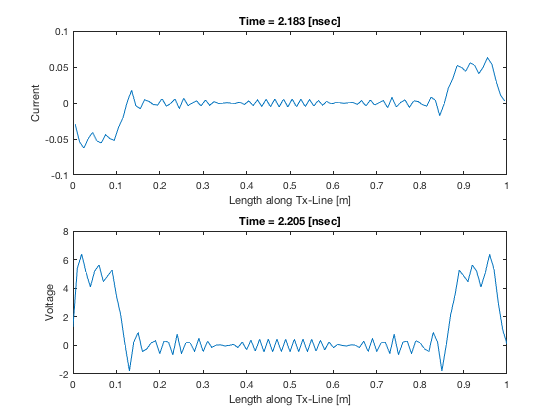 Time = 2.183 [nsec]
0.1
0.05
0
-0.05
-0.1
Current
0 0.1 0.2 0.3 0.4 0.5 0.6 0.7 0.8 0.9 1
Length along Tx-Line [m]
Time = 2.205 [nsec]
8
6
4
2
0
-2
Voltage
0 0.1 0.2 0.3 0.4 0.5 0.6 0.7 0.8 0.9 1
Length along Tx-Line [m]